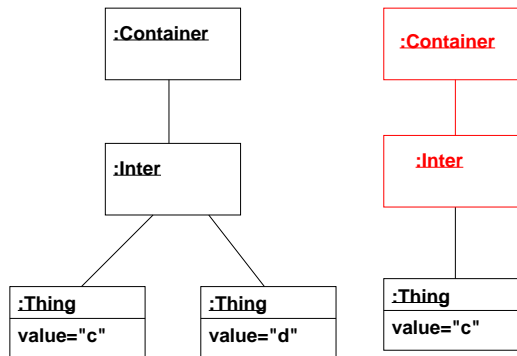 :Container
:Container
:Inter
:Inter
:Thing
value="c"
:Thing
value="d"
:Thing
value="c"